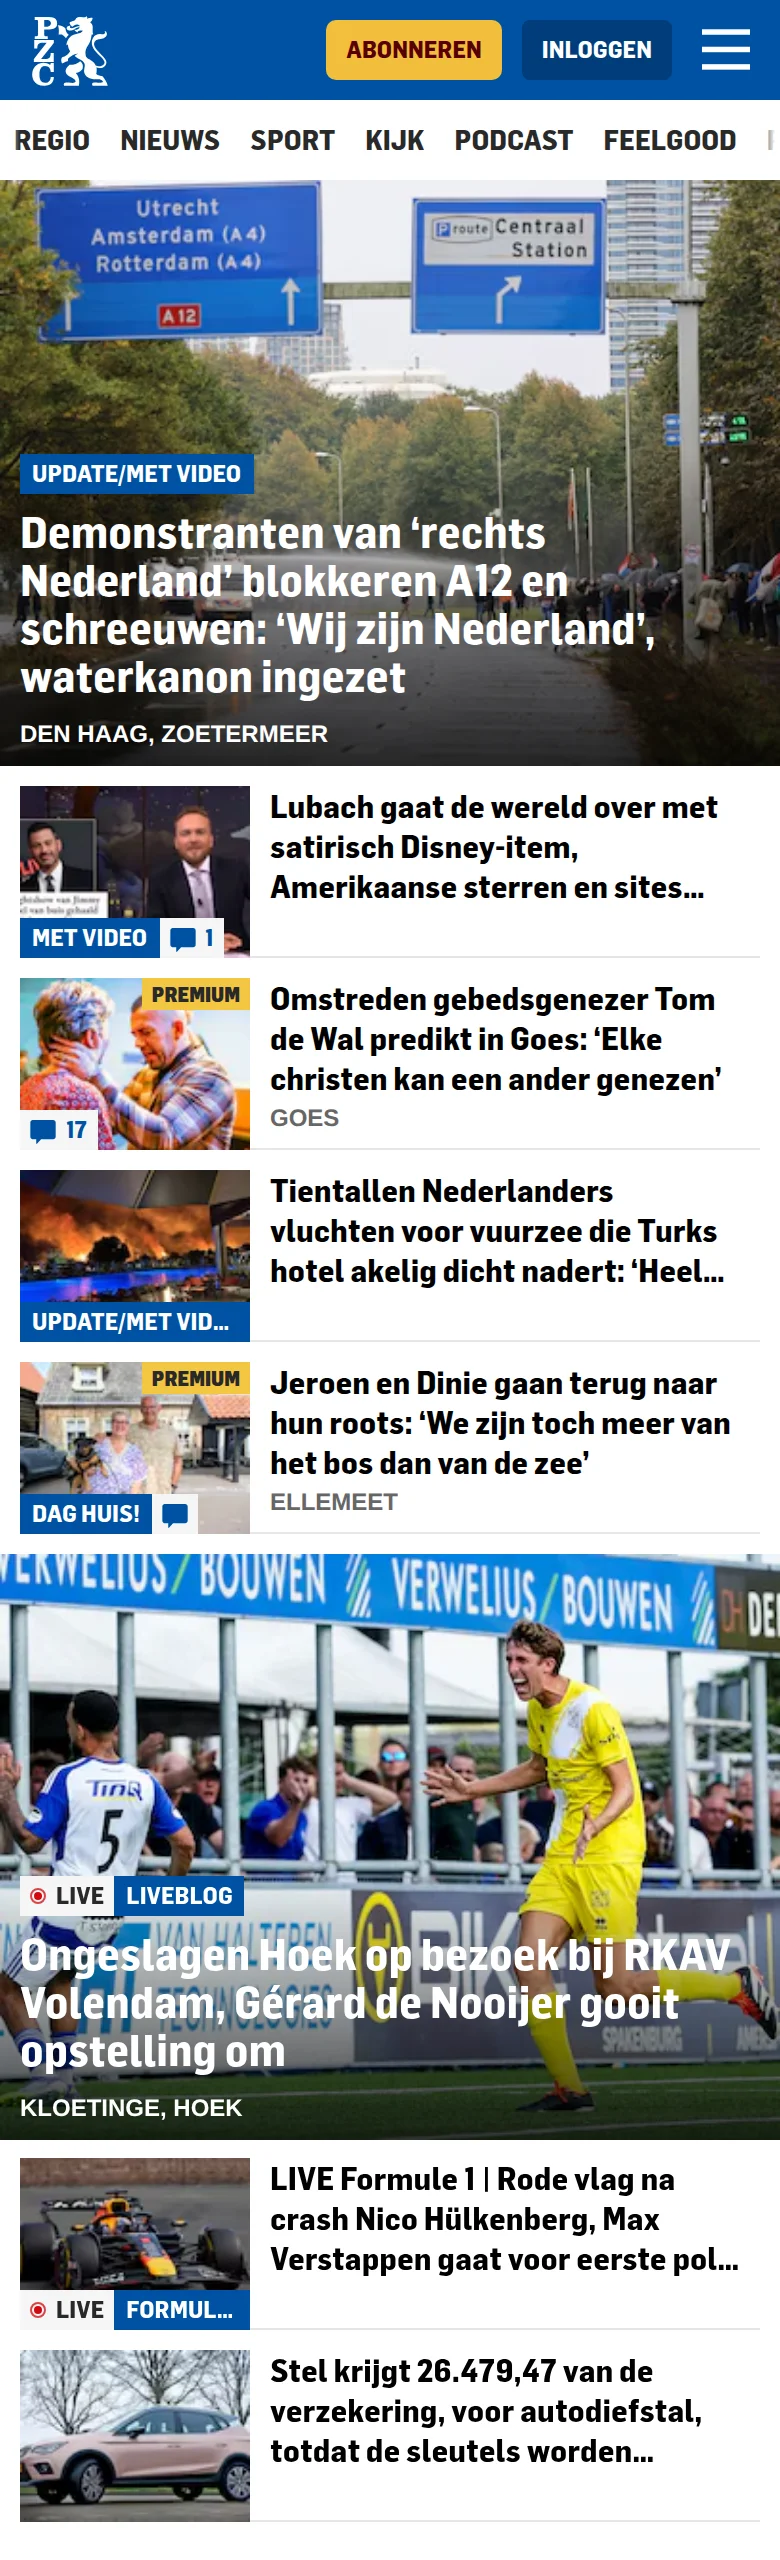 PZC
ABONNEREN
INLOGGEN
REGIO NIEUWS SPORT KIJK PODCAST FEELGOOD
Utrecht
Amsterdam (A4)
Rotterdam (A4)
A12
P route Centraal
Station
UPDATE/MET VIDEO
Demonstranten van ‘rechts
Nederland’ blokkeren A12 en
schreeuwen: ‘Wij zijn Nederland’,
waterkanon ingezet
DEN HAAG, ZOETERMEER
MET VIDEO
1
Lubach gaat de wereld over met
satirisch Disney-item,
Amerikaanse sterren en sites...
PREMIUM
17
Omstreden gebedsgenezer Tom
de Wal predikt in Goes: ‘Elke
christen kan een ander genezen’
GOES
UPDATE/MET VID...
Tientallen Nederlanders
vluchten voor vuurzee die Turks
hotel akelig dicht nadert: ‘Heel...
PREMIUM
DAG HUIS!
Jeroen en Dinie gaan terug naar
hun roots: ‘We zijn toch meer van
het bos dan van de zee’
ELLEMEET
VERWELIUS/BOUWEN VERWELIUS/BOUWEN
TINQ
5
LIVE LIVEBLOG
Ongeslagen Hoek op bezoek bij RKAV
Volendam, Gérard de Nooijer gooit
opstelling om
SPAKENBURG
KLOETINGE, HOEK
LIVE FORMUL...
LIVE Formule 1 | Rode vlag na
crash Nico Hülkenberg, Max
Verstappen gaat voor eerste pol...
Stel krijgt 26.479,47 van de
verzekering, voor autodiefstal,
totdat de sleutels worden...